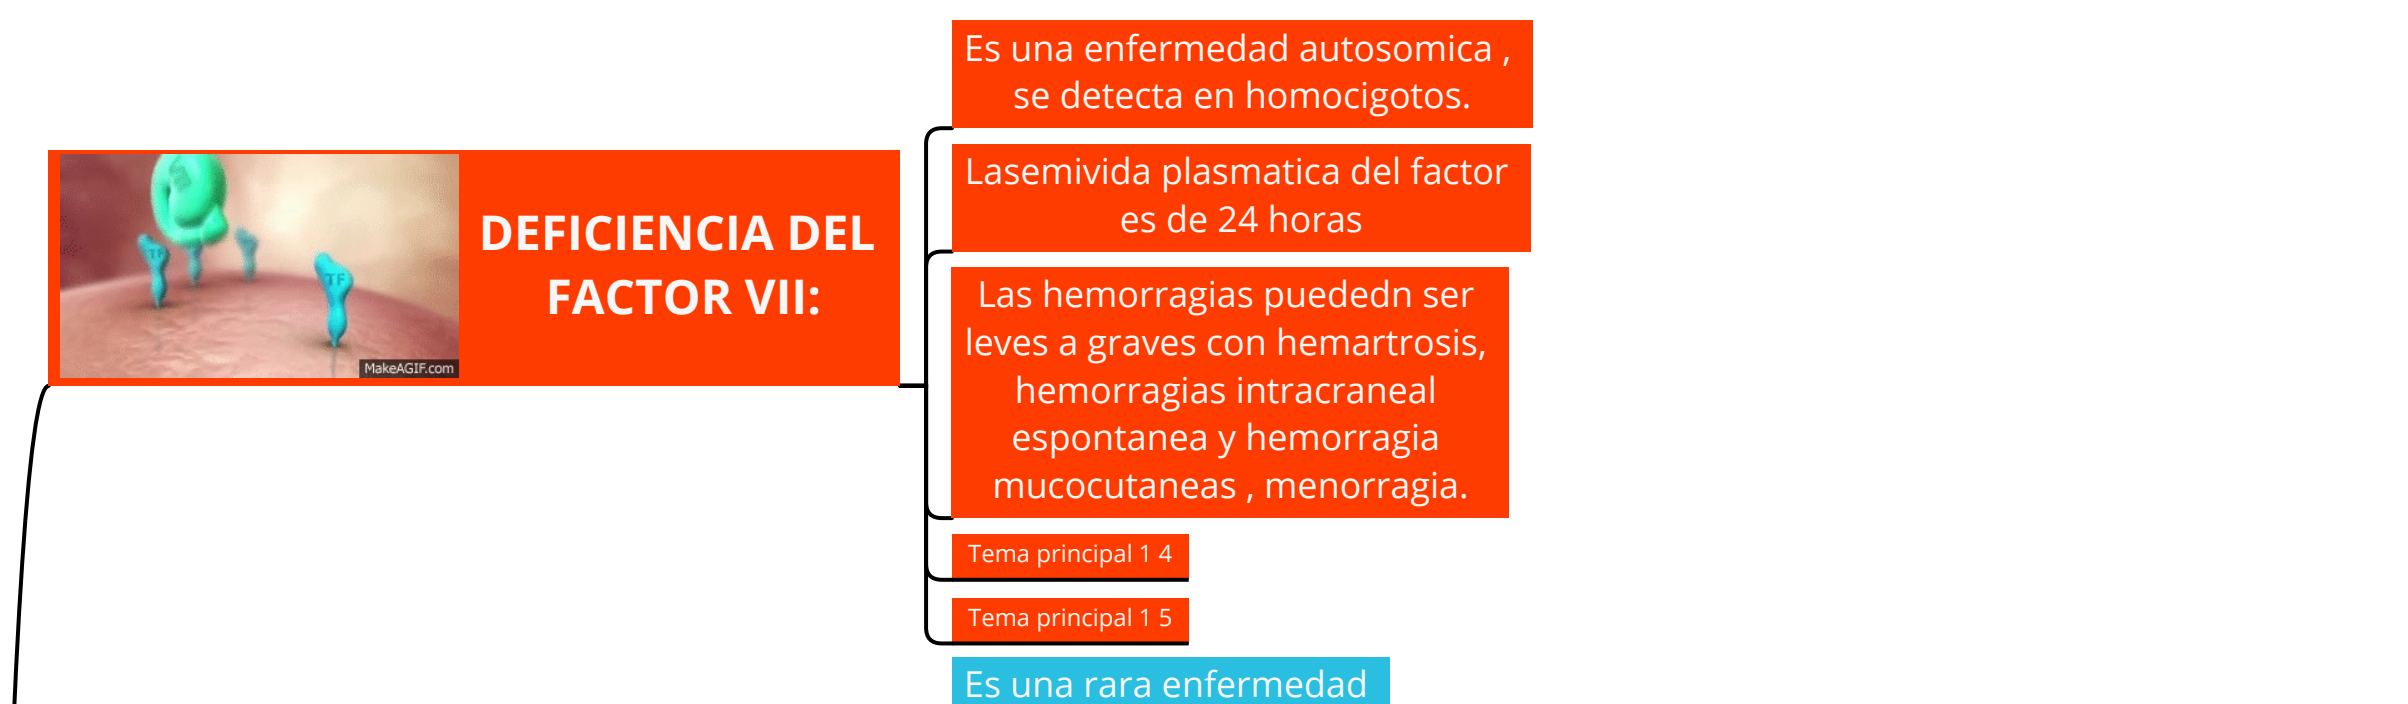 Es una enfermedad autosomica ,
se detecta en homocigotos.
Lasemivida plasmatica del factor
es de 24 horas
DEFICIENCIA DEL
FACTOR VII:
TF
TF
MakeAGIF.com
Las hemorragias puededn ser
leves a graves con hemartrosis,
hemorragias intracraneal
espontanea y hemorragia
mucocutaneas , menorragia.
Tema principal 1 4
Tema principal 1 5
Es una rara enfermedad